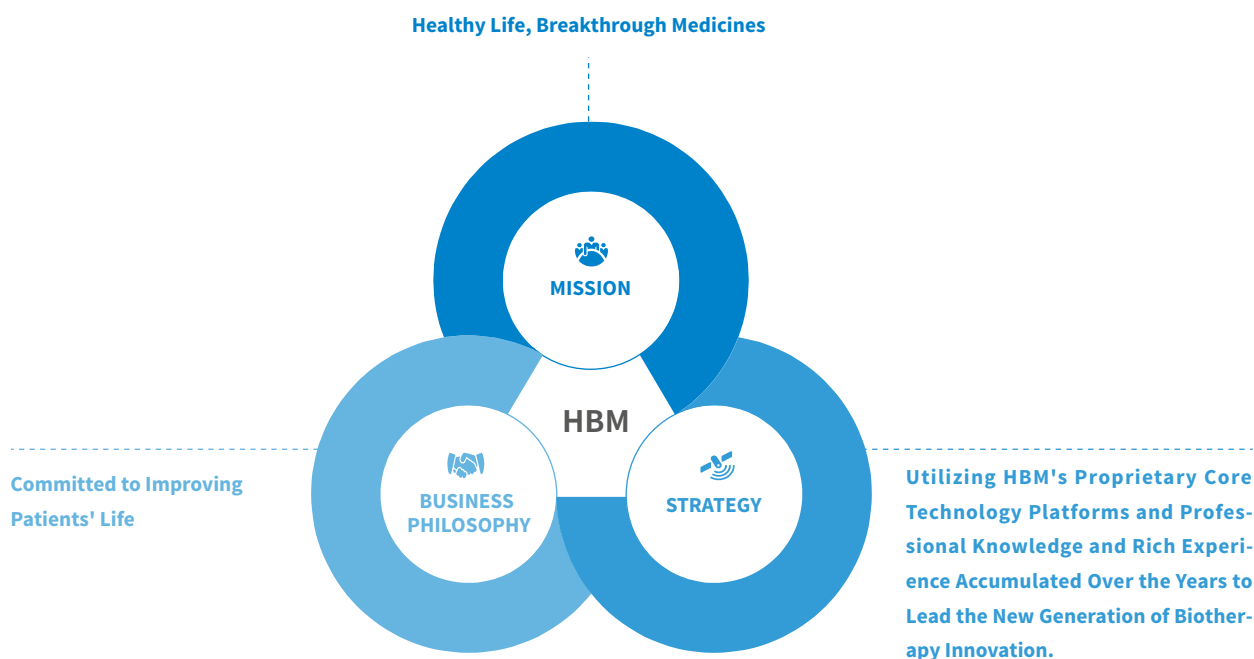 Healthy Life, Breakthrough Medicines
MISSION
HBM
BUSINESS
PHILOSOPHY
STRATEGY
Committed to Improving
Patients' Life
Utilizing HBM's Proprietary Core
Technology Platforms and Profes-
sional Knowledge and Rich Experi-
ence Accumulated Over the Years to
Lead the New Generation of Biother-
apy Innovation.